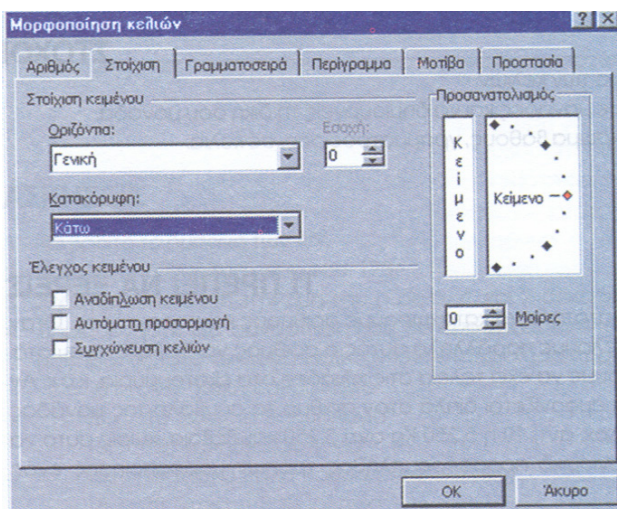 Μορφοποίηση κελιών
Αριθμός Στοίχιση Γραμματοσειρά Περίγραμμα Μοτίβα Προστασία
Στοίχιση κειμένου
Οριζόντια:
Γενική
Εσοχή:
0
Κατακόρυφη:
Κάτω
Έλεγχος κειμένου
Αναδίπλωση κειμένου
Αυτόματη προσαρμογή
Συγχώνευση κελιών
Προσανατολισμός
Κείμενο
Κείμενο
0 Μοίρες
OK Άκυρο